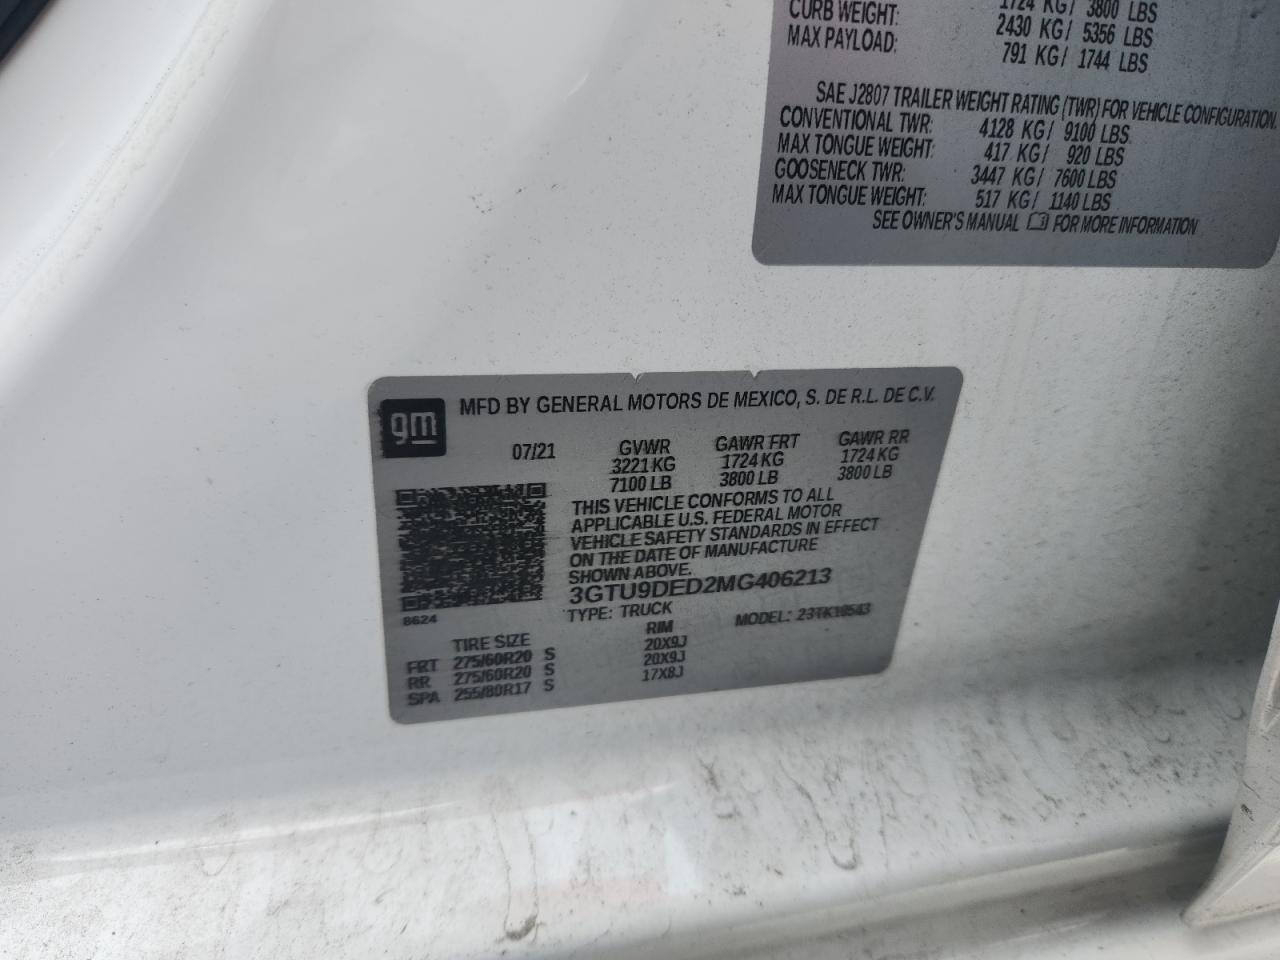 1724 KG/ 3800 LBS
CURB WEIGHT: 2430 KG/ 5356 LBS
MAX PAYLOAD: 791 KG/ 1744 LBS
SAE J2807 TRAILER WEIGHT RATING (TWR) FOR VEHICLE CONFIGURATION.
CONVENTIONAL TWR: 4128 KG/ 9100 LBS
MAX TONGUE WEIGHT: 417 KG/ 920 LBS
GOOSENECK TWR: 3447 KG/ 7600 LBS
MAX TONGUE WEIGHT: 517 KG/ 1140 LBS
SEE OWNER'S MANUAL FOR MORE INFORMATION
gm
MFD BY GENERAL MOTORS DE MEXICO, S. DE R.L. DE C.V.
07/21 GVWR GAWR FRT GAWR RR
3221 KG 1724 KG 1724 KG
7100 LB 3800 LB 3800 LB
THIS VEHICLE CONFORMS TO ALL
APPLICABLE U.S. FEDERAL MOTOR
VEHICLE SAFETY STANDARDS IN EFFECT
ON THE DATE OF MANUFACTURE
SHOWN ABOVE.
3GTU9DED2MG406213
TYPE: TRUCK MODEL:
8624
TIRE SIZE RIM
FRT 275/60R20 S 20X9J
RR 275/60R20 S 20X9J
SPA 255/80R17 S 17X8J